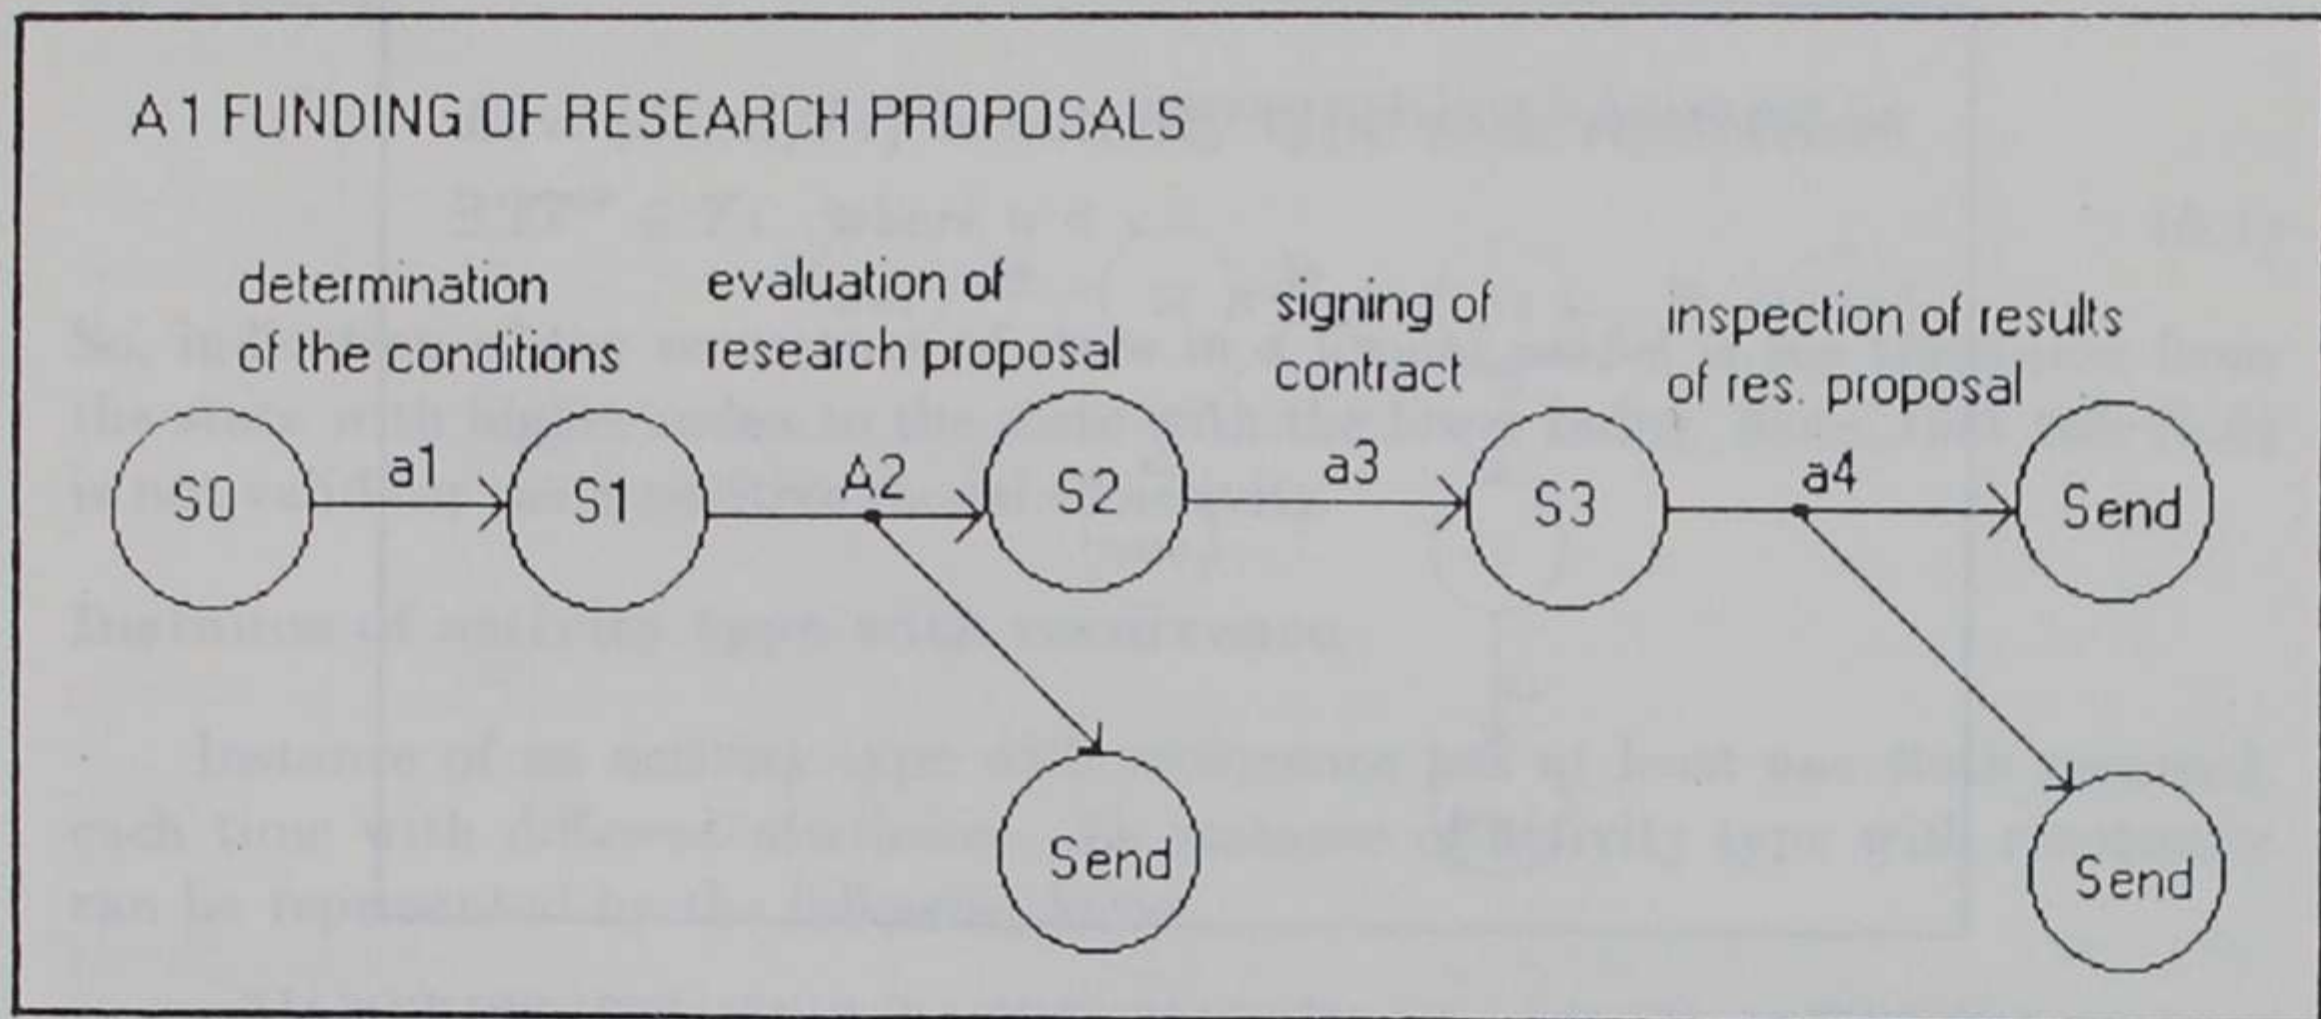 A1 FUNDING OF RESEARCH PROPOSALS
determination
of the conditions
evaluation of
research proposal
signing of
contract
inspection of results
of res. proposal
S0
a1
S1
A2
S2
a3
S3
a4
Send
Send
Send